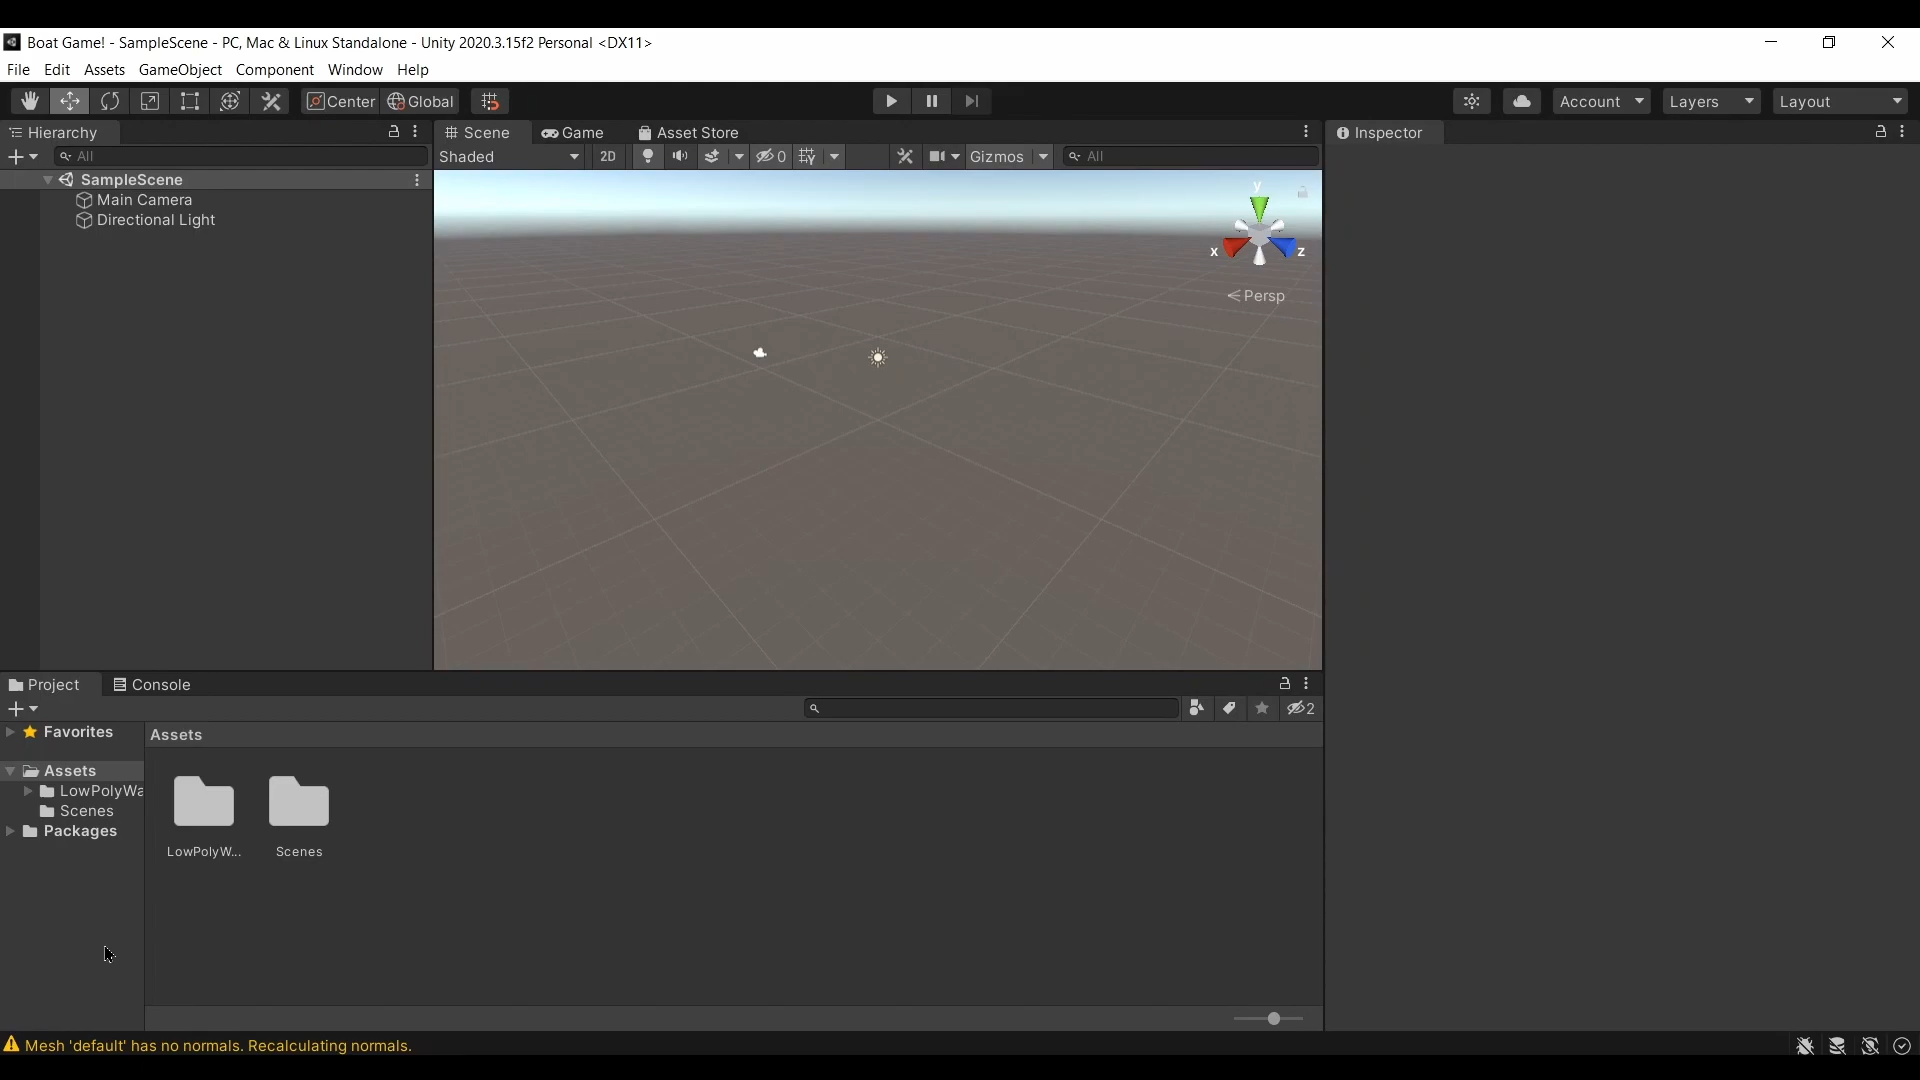 Boat Game! - SampleScene - PC, Mac & Linux Standalone - Unity 2020.3.15f2 Personal <DX11>
File Edit Assets GameObject Component Window Help
Center Global Account Layers Layout
Hierarchy Scene Game Asset Store Inspector
All Shaded 2D 0 Gizmos All
SampleScene
Main Camera
Directional Light
y
x z
Persp
Project Console
2
Favorites Assets
Assets
LowPolyWa
Scenes
Packages
LowPolyW... Scenes
Mesh 'default' has no normals. Recalculating normals.